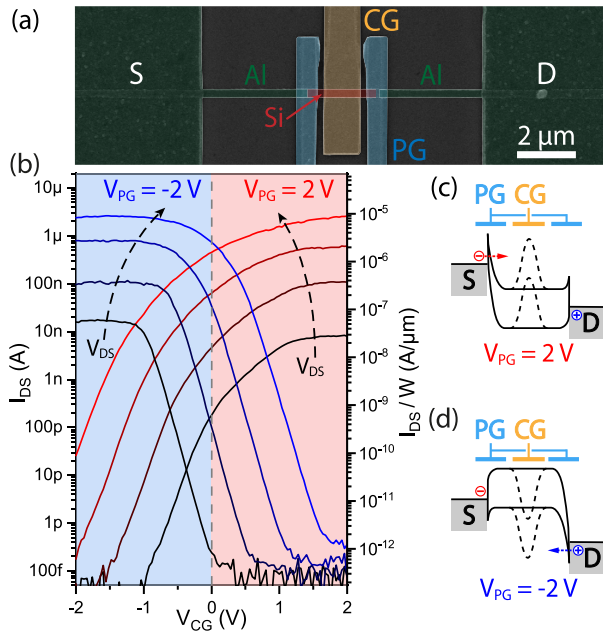 (a)
CG
S
Al
Al
D
Si
PG
2 μm
(b)
V_PG = -2 V
V_PG = 2 V
10μ
1μ
100n
10n
1n
100p
10p
1p
100f
I_DS (A)
V_DS
V_DS
10⁻⁵
10⁻⁶
10⁻⁷
10⁻⁸
10⁻⁹
10⁻¹⁰
10⁻¹¹
10⁻¹²
I_DS / W (A/μm)
-2
-1
0
1
2
V_CG (V)
(c)
PG CG
⊖
S
⊕
D
V_PG = 2 V
(d)
PG CG
⊖
S
⊕
D
V_PG = -2 V